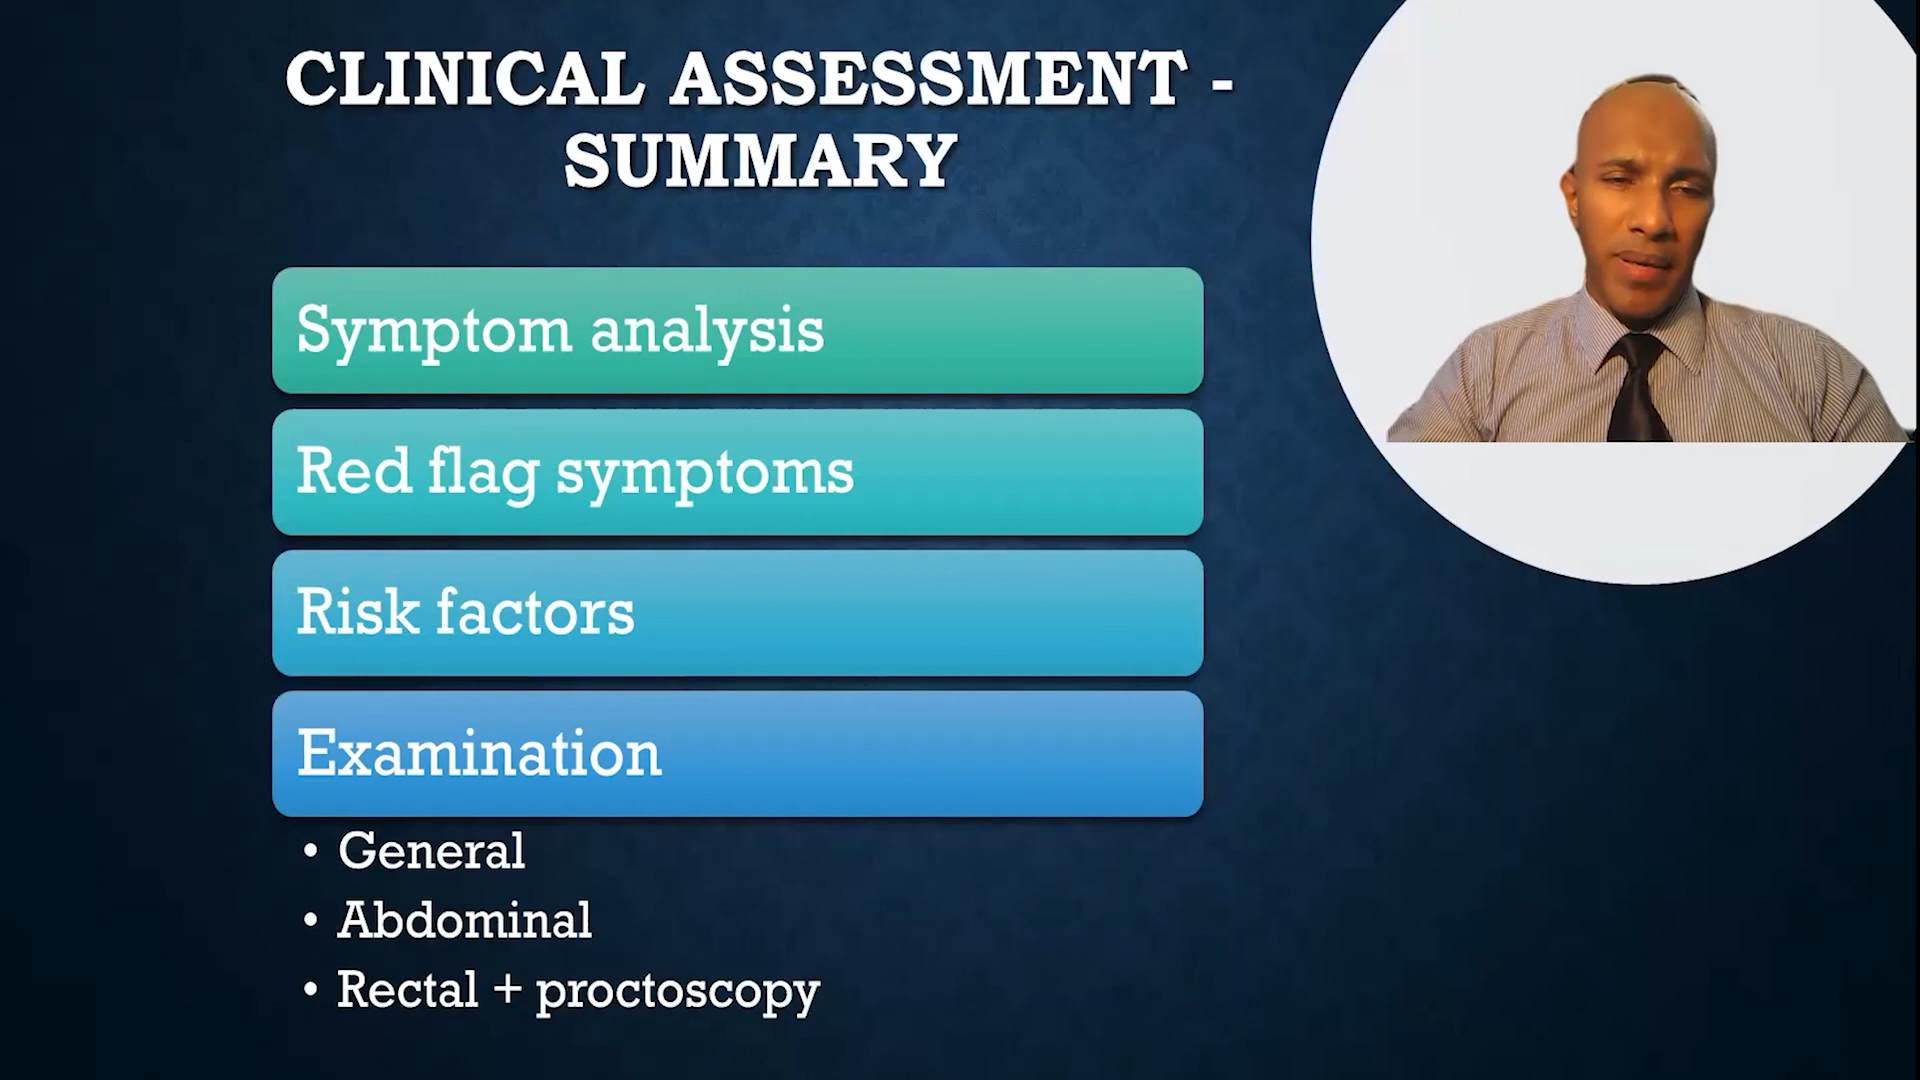 CLINICAL ASSESSMENT -
SUMMARY
Symptom analysis
Red flag symptoms
Risk factors
Examination
• General
• Abdominal
• Rectal + proctoscopy